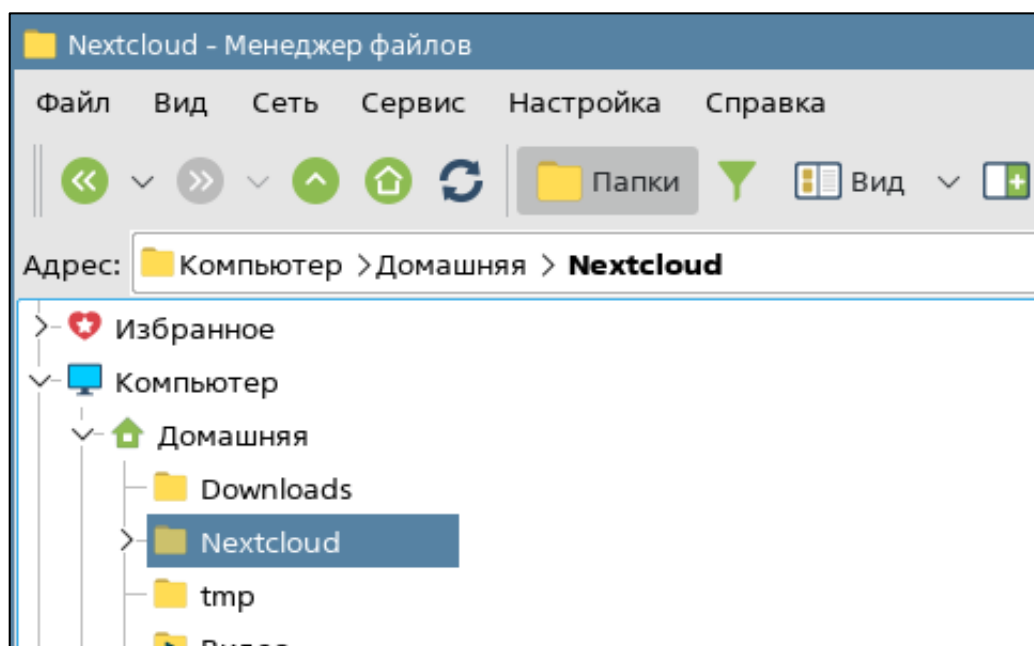 Nextcloud - Менеджер файлов
Файл Вид Сеть Сервис Настройка Справка
Папки Вид
Адрес: Компьютер > Домашняя > Nextcloud
Избранное
Компьютер
Домашняя
Downloads
Nextcloud
tmp